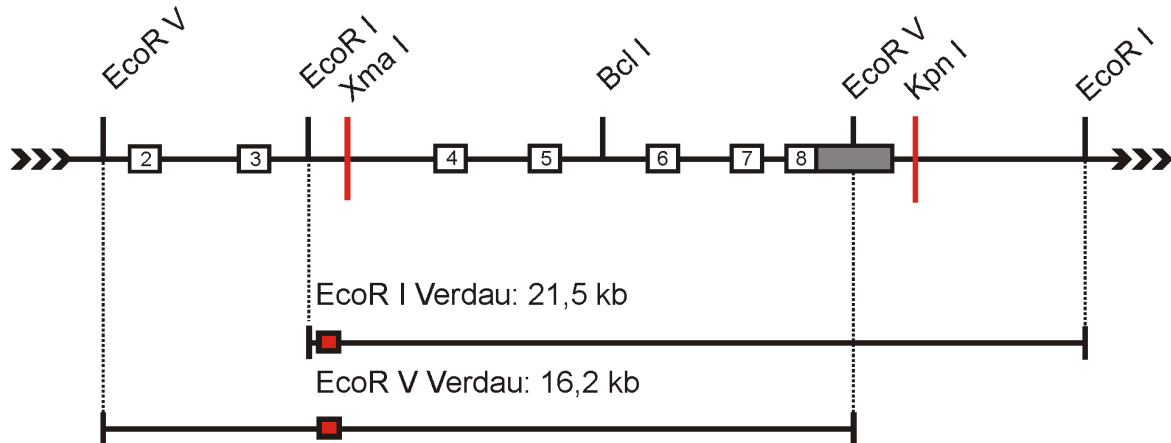 EcoR V
EcoR I
Xma I
Bcl I
EcoR V
Kpn I
EcoR I
2 3 4 5 6 7 8
EcoR I Verdau: 21,5 kb
EcoR V Verdau: 16,2 kb